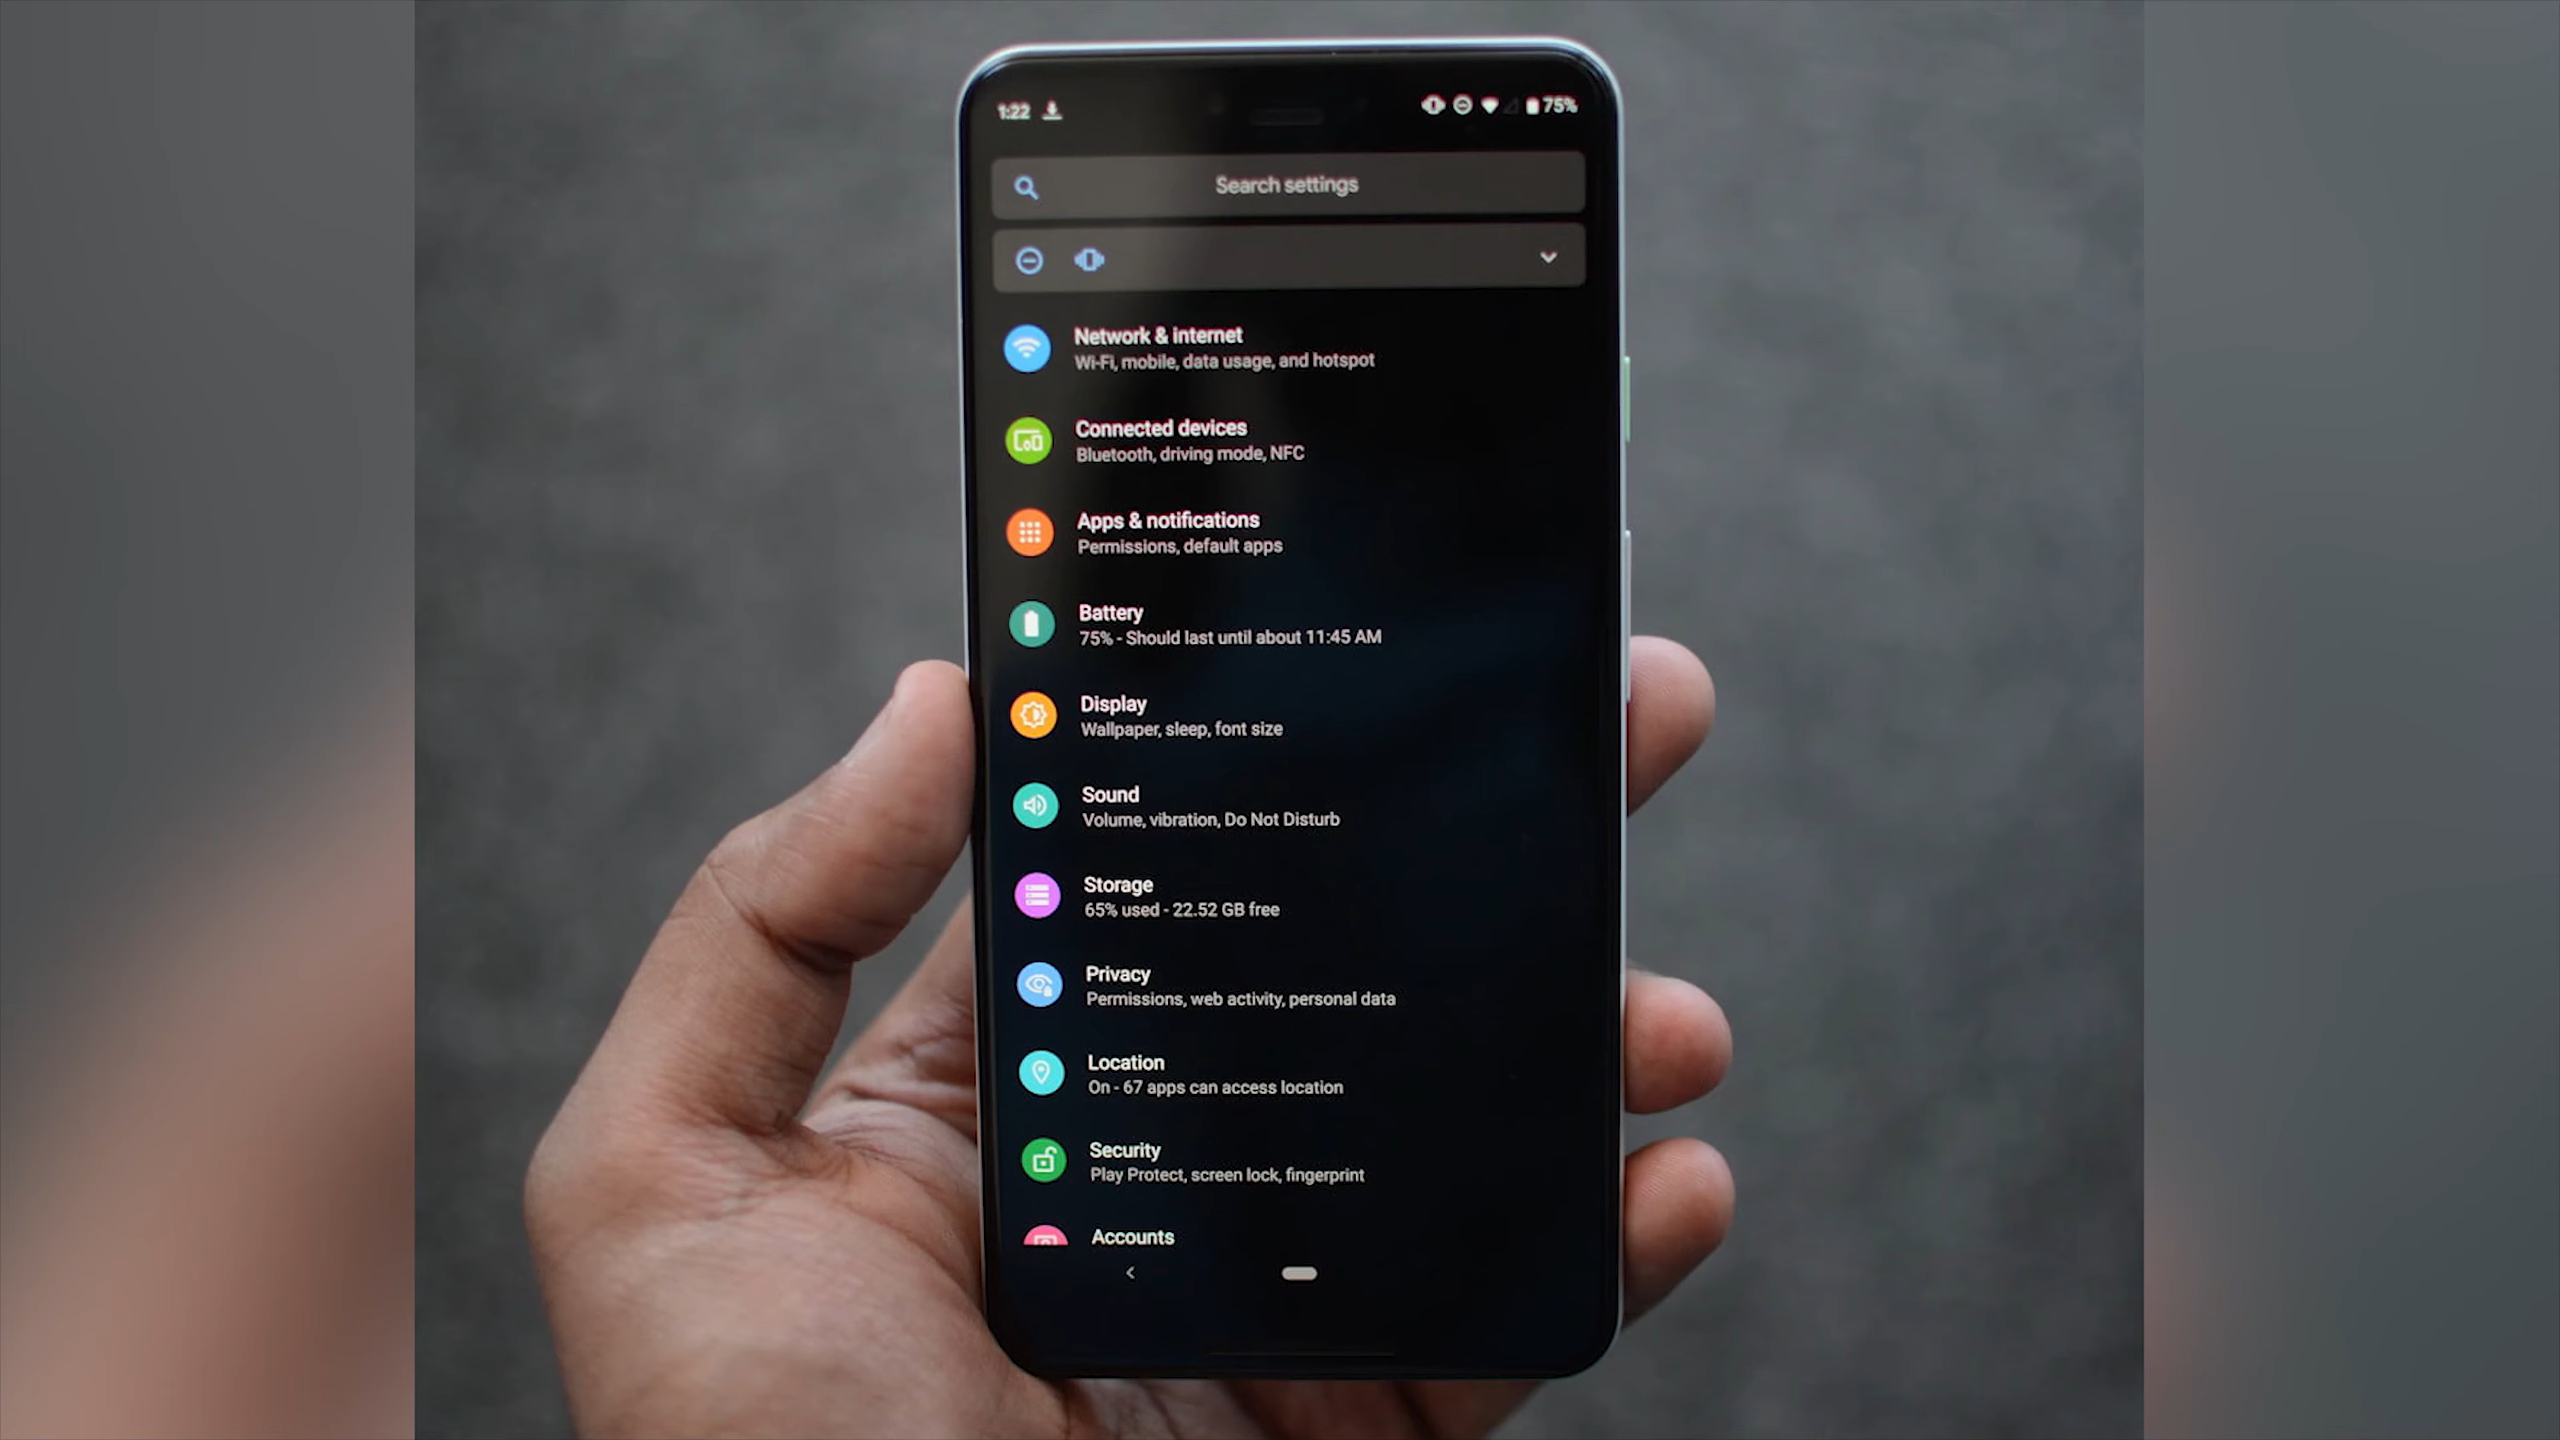 1:22
75%
Search settings
Network & internet
Wi-Fi, mobile, data usage, and hotspot
Connected devices
Bluetooth, driving mode, NFC
Apps & notifications
Permissions, default apps
Battery
75% - Should last until about 11:45 AM
Display
Wallpaper, sleep, font size
Sound
Volume, vibration, Do Not Disturb
Storage
65% used - 22.52 GB free
Privacy
Permissions, web activity, personal data
Location
On - 67 apps can access location
Security
Play Protect, screen lock, fingerprint
Accounts